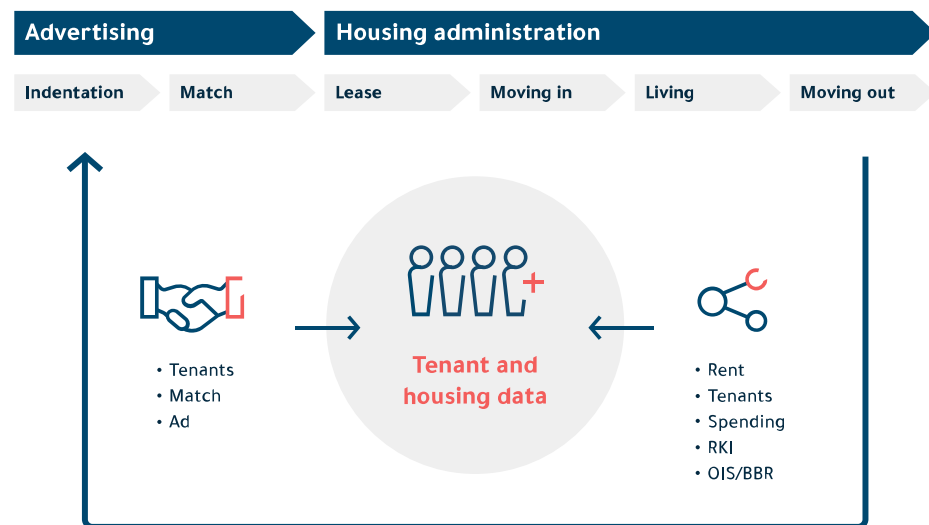 Advertising
Housing administration
Indentation
Match
Lease
Moving in
Living
Moving out
• Tenants
• Match
• Ad
Tenant and
housing data
• Rent
• Tenants
• Spending
• RKI
• OIS/BBR